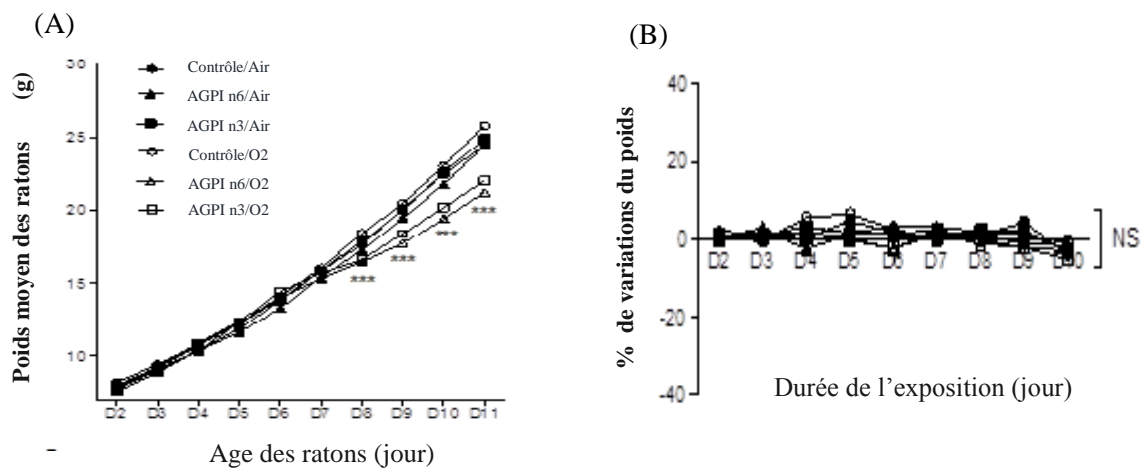 (A)
Poids moyen des ratons (g)
30
25
20
15
10
Contrôle/Air
AGPI n6/Air
AGPI n3/Air
Contrôle/O2
AGPI n6/O2
AGPI n3/O2
***
***
***
***
D2 D3 D4 D5 D6 D7 D8 D9 D10 D11
Age des ratons (jour)
(B)
% de variations du poids
40
20
0
-20
-40
D2 D3 D4 D5 D6 D7 D8 D9
NS
Durée de l'exposition (jour)